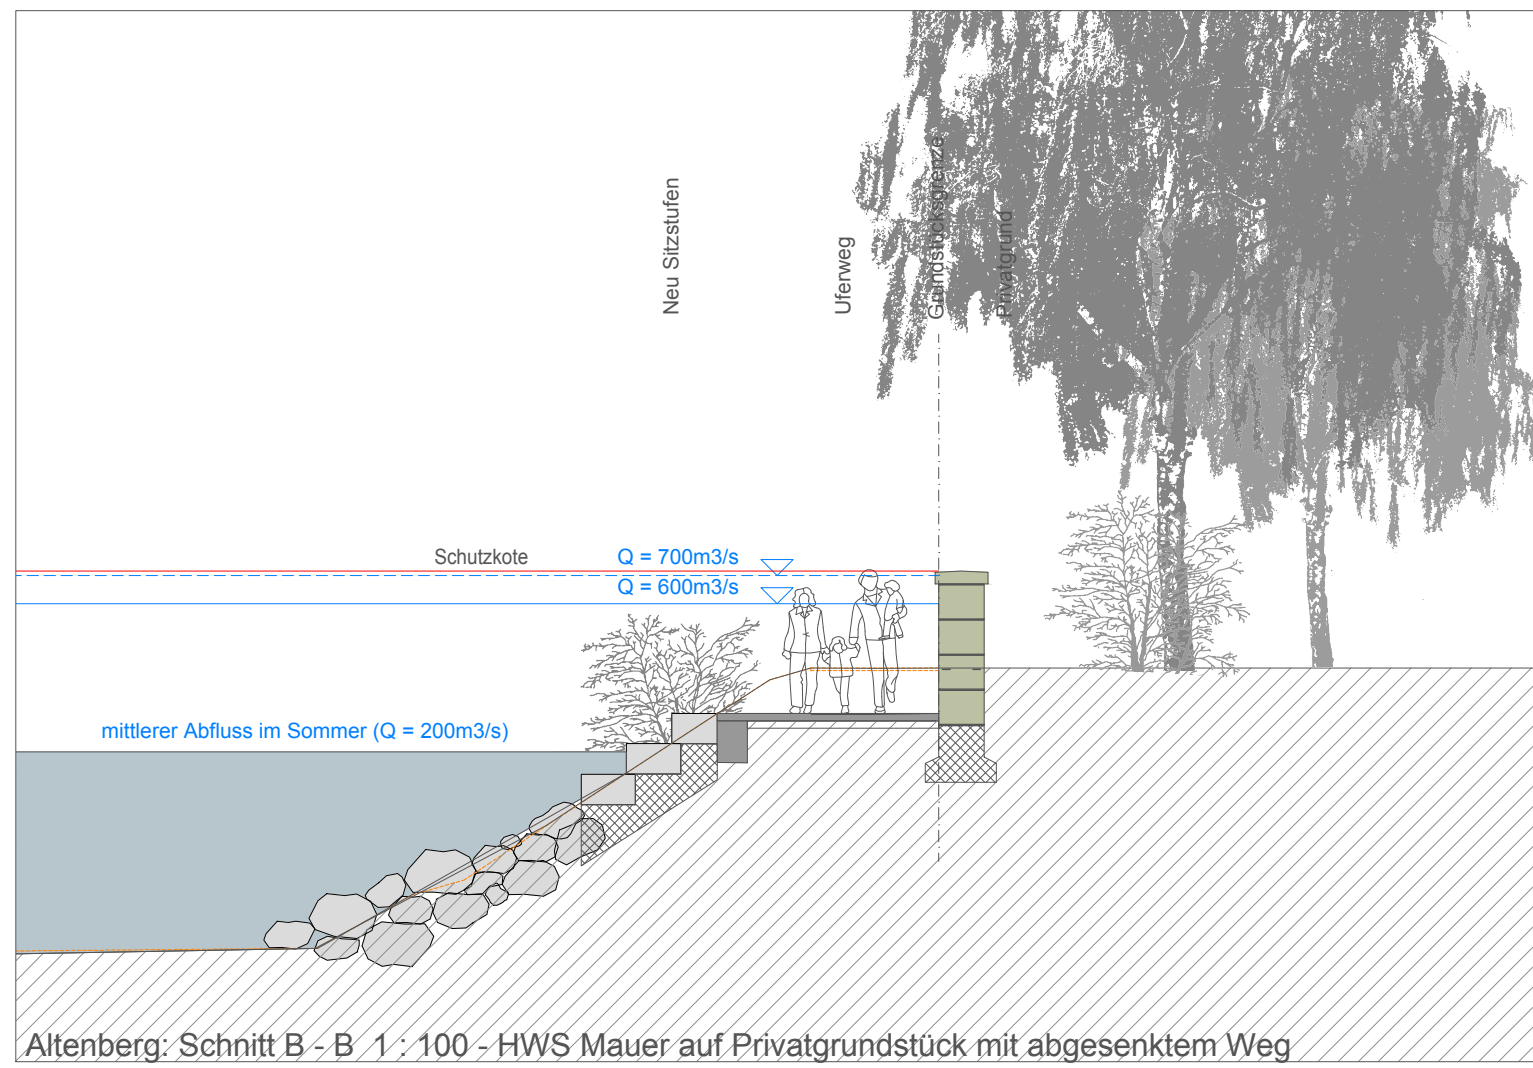 Neu Sitzstufen
Uferweg
Grundstücksgrenze
Privatgrund
Schutzkote
Q = 700m3/s
Q = 600m3/s
mittlerer Abfluss im Sommer (Q = 200m3/s)
Altenberg: Schnitt B - B 1 : 100 - HWS Mauer auf Privatgrundstück mit abgesenktem Weg